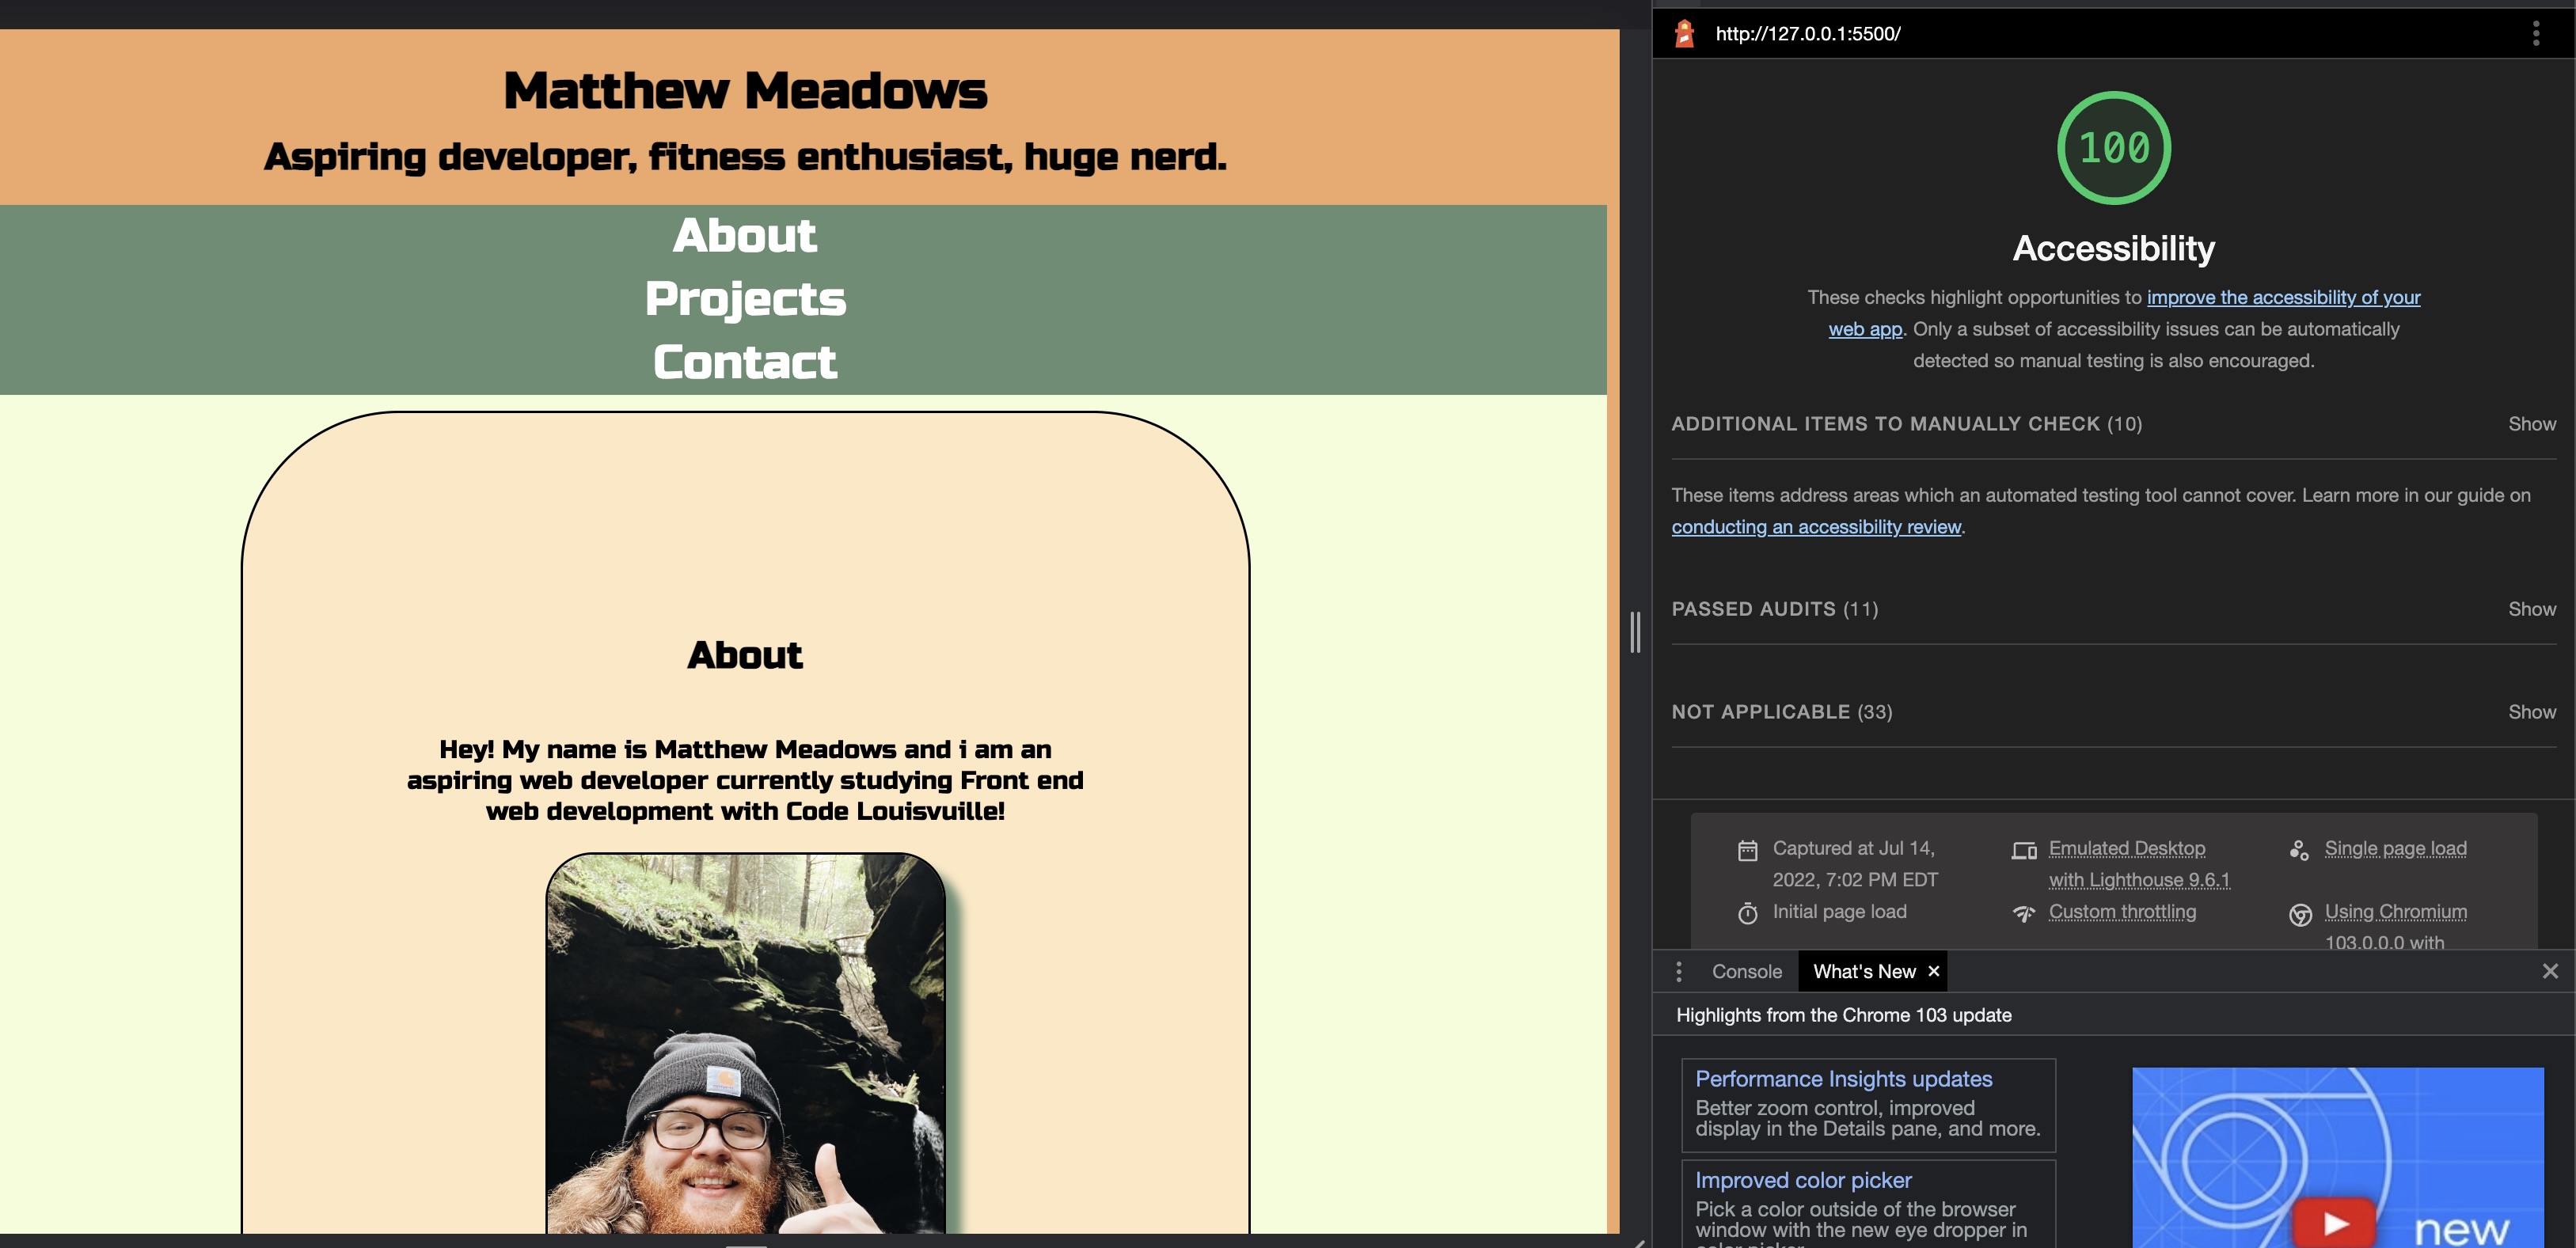 Matthew Meadows
Aspiring developer, fitness enthusiast, huge nerd.
About
Projects
Contact
About
Hey! My name is Matthew Meadows and i am an
aspiring web developer currently studying Front end
web development with Code Louisvuille!
http://127.0.0.1:5500/
100
Accessibility
These checks highlight opportunities to improve the accessibility of your
web app. Only a subset of accessibility issues can be automatically
detected so manual testing is also encouraged.
ADDITIONAL ITEMS TO MANUALLY CHECK (10) Show
These items address areas which an automated testing tool cannot cover. Learn more in our guide on
conducting an accessibility review.
PASSED AUDITS (11) Show
NOT APPLICABLE (33) Show
Captured at Jul 14,
2022, 7:02 PM EDT
Emulated Desktop
with Lighthouse 9.6.1
Single page load
Initial page load
Custom throttling
Using Chromium
103.0.0.0 with
Console What's New
Highlights from the Chrome 103 update
Performance Insights updates
Better zoom control, improved
display in the Details pane, and more.
Improved color picker
Pick a color outside of the browser
window with the new eye dropper in
color picker
new